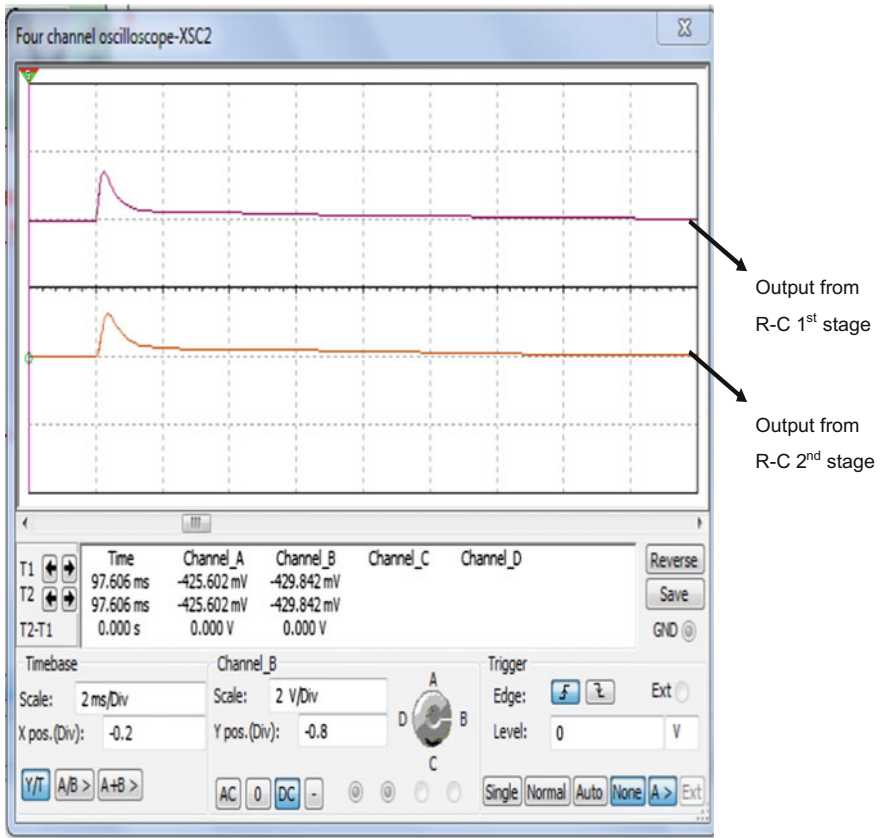 Four channel oscilloscope-XSC2
Output from
R-C 1st stage
Output from
R-C 2nd stage
Time Channel_A Channel_B Channel_C Channel_D
T1 97.606 ms -425.602 mV -429.842 mV
T2 97.606 ms -425.602 mV -429.842 mV
T2-T1 0.000 s 0.000 V 0.000 V
Reverse
Save
GND
Timebase
Scale: 2 ms/Div
X pos.(Div): -0.2
Y/T A/B > A+B >
Channel_B
Scale: 2 V/Div
Y pos.(Div): -0.8
AC 0 DC -
A
D B
C
Trigger
Edge: Ext
Level: 0 V
Single Normal Auto None A > Ext